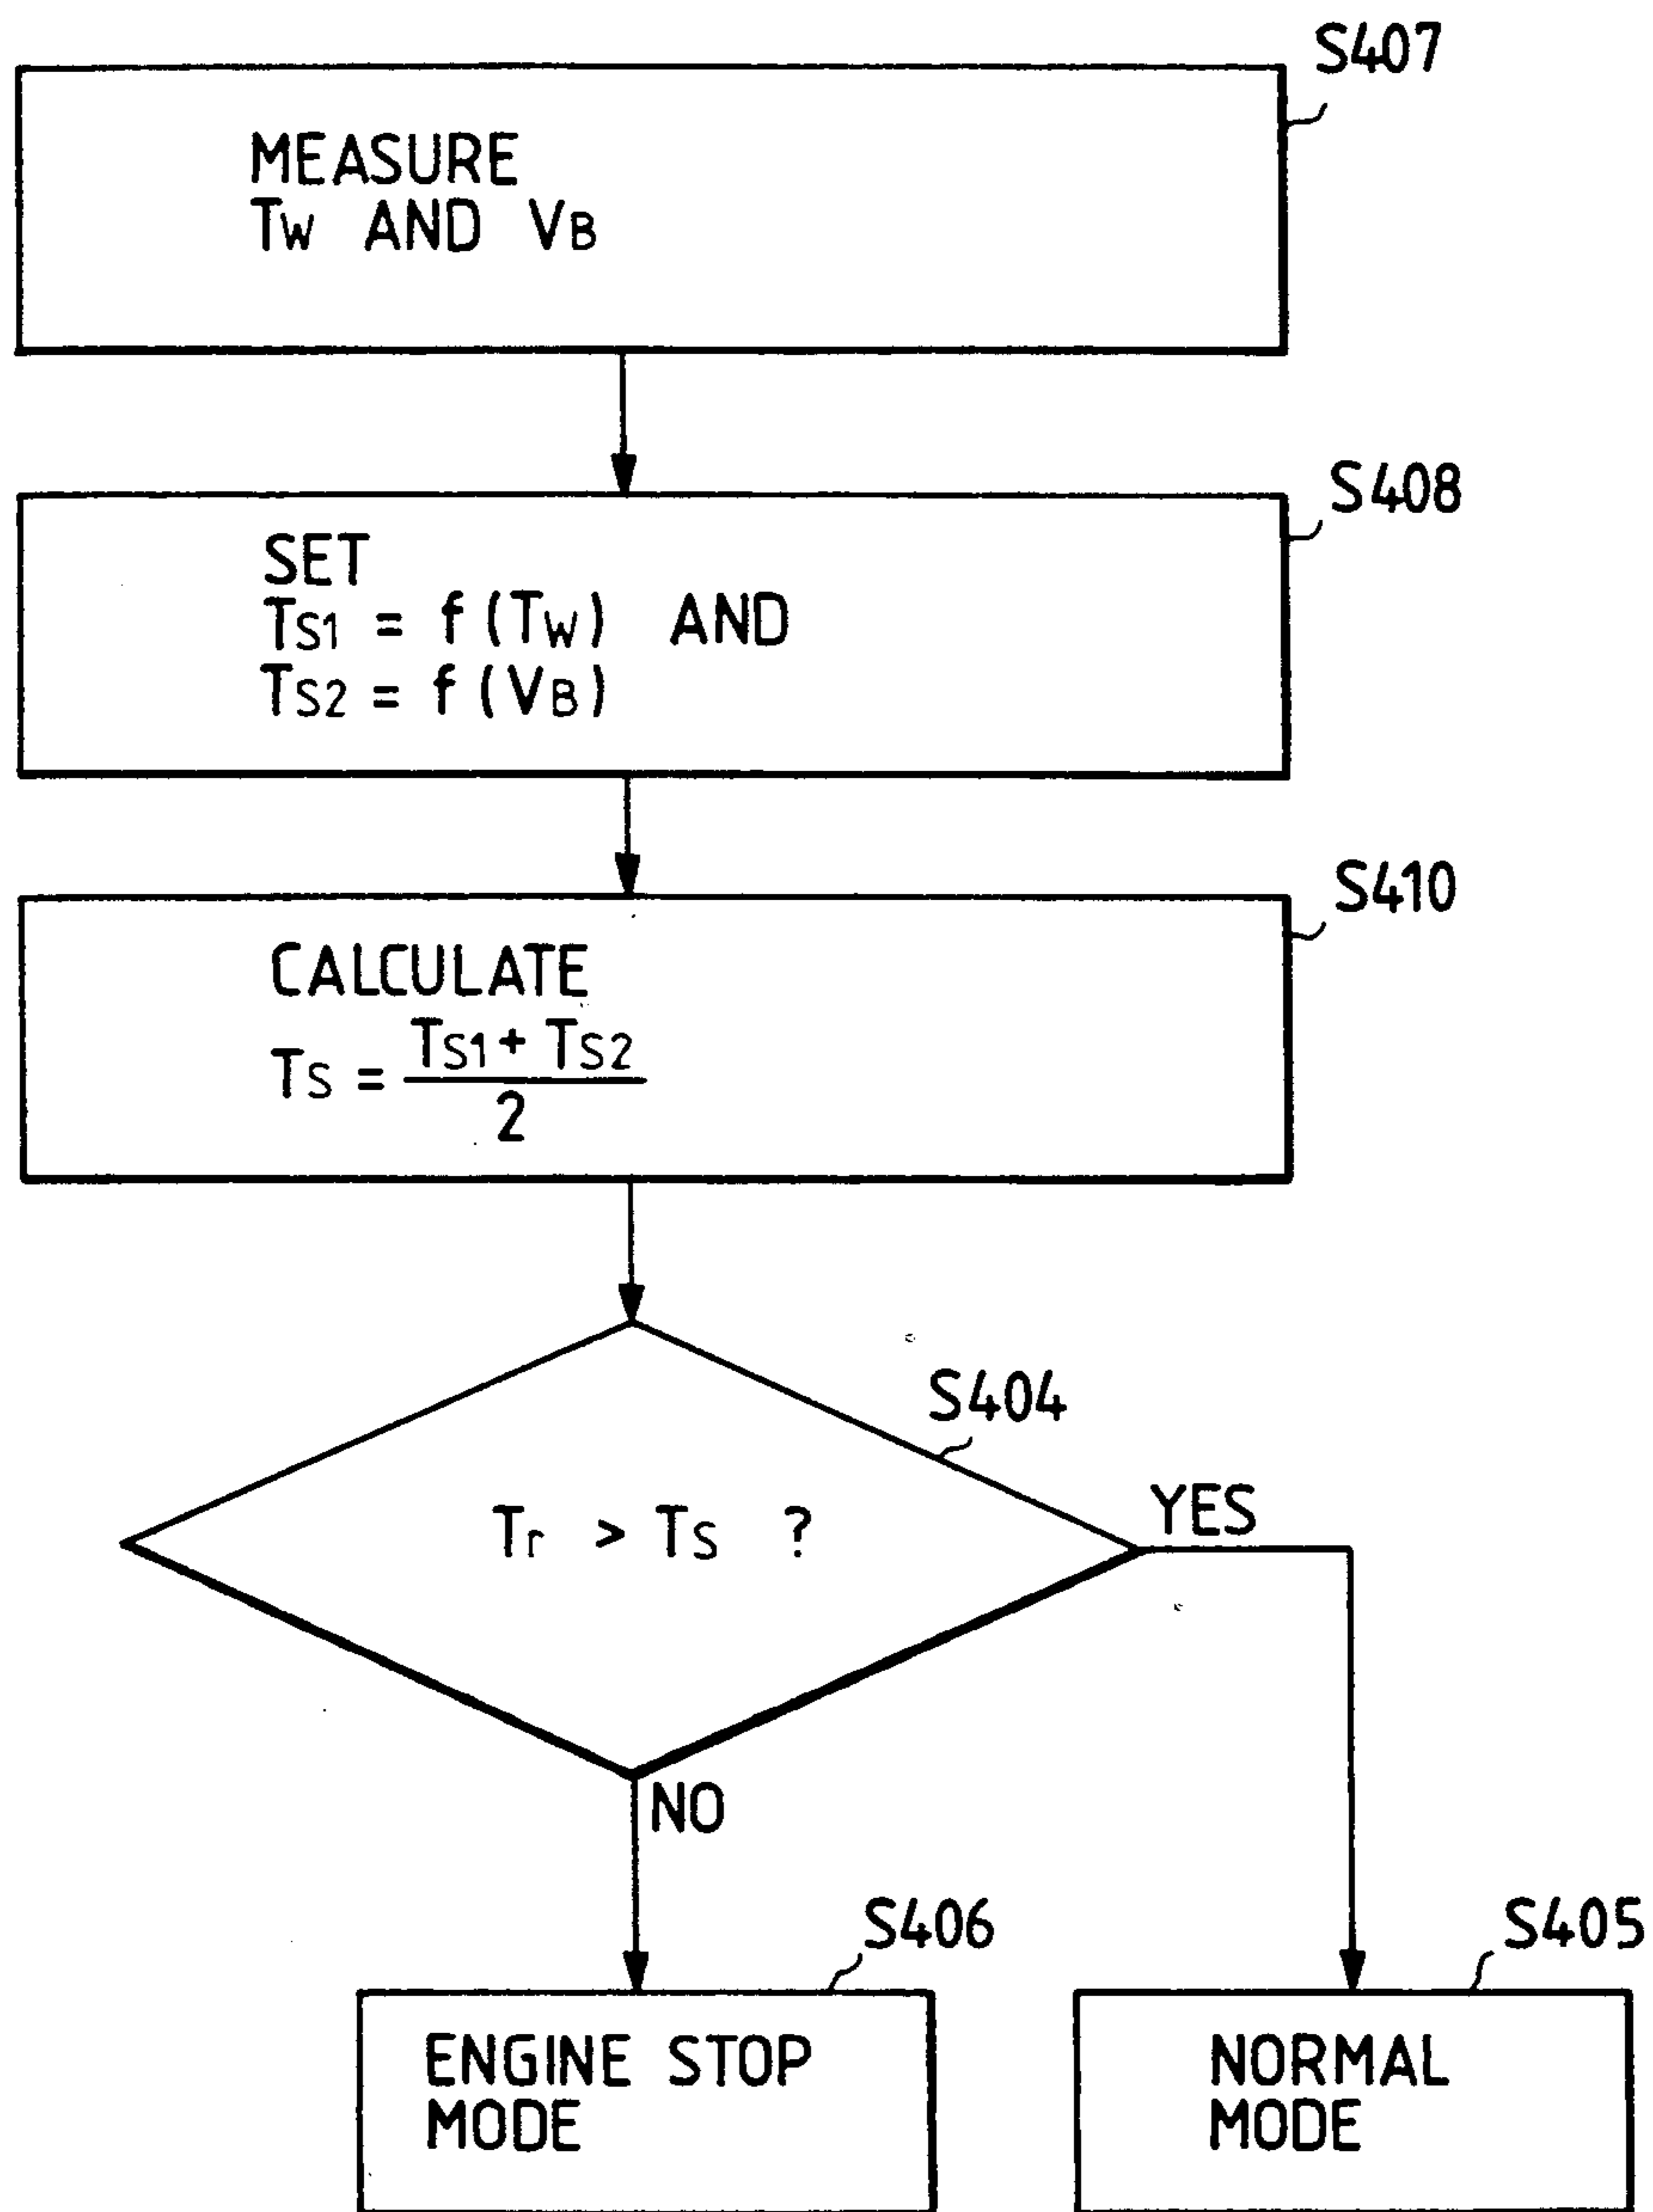 S407
MEASURE
TW AND VB
S408
SET
TS1 = f (TW) AND
TS2 = f (VB)
S410
CALCULATE
TS = TS1 + TS2
2
S404
Tr > TS ?
YES
NO
S406
S405
ENGINE STOP
MODE
NORMAL
MODE